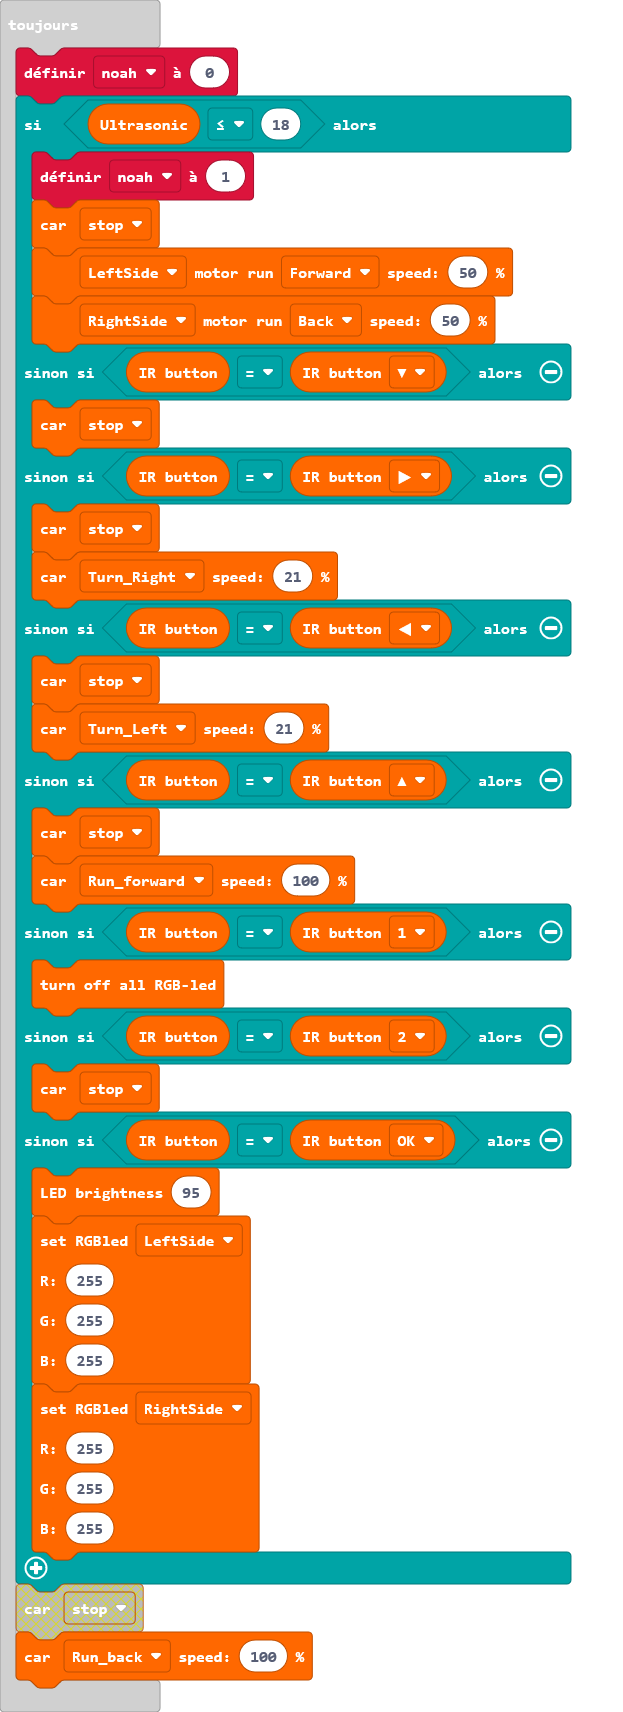 toujours
définir noah à 0
si Ultrasonic ≤ 18 alors
définir noah à 1
car stop
LeftSide motor run Forward speed: 50 %
RightSide motor run Back speed: 50 %
sinon si IR button = IR button ▼ alors
car stop
sinon si IR button = IR button ▶ alors
car stop
car Turn_Right speed: 21 %
sinon si IR button = IR button ◀ alors
car stop
car Turn_Left speed: 21 %
sinon si IR button = IR button ▲ alors
car stop
car Run_forward speed: 100 %
sinon si IR button = IR button 1 alors
turn off all RGB-led
sinon si IR button = IR button 2 alors
car stop
sinon si IR button = IR button OK alors
LED brightness 95
set RGBled LeftSide
R: 255
G: 255
B: 255
set RGBled RightSide
R: 255
G: 255
B: 255
car stop
car Run_back speed: 100 %